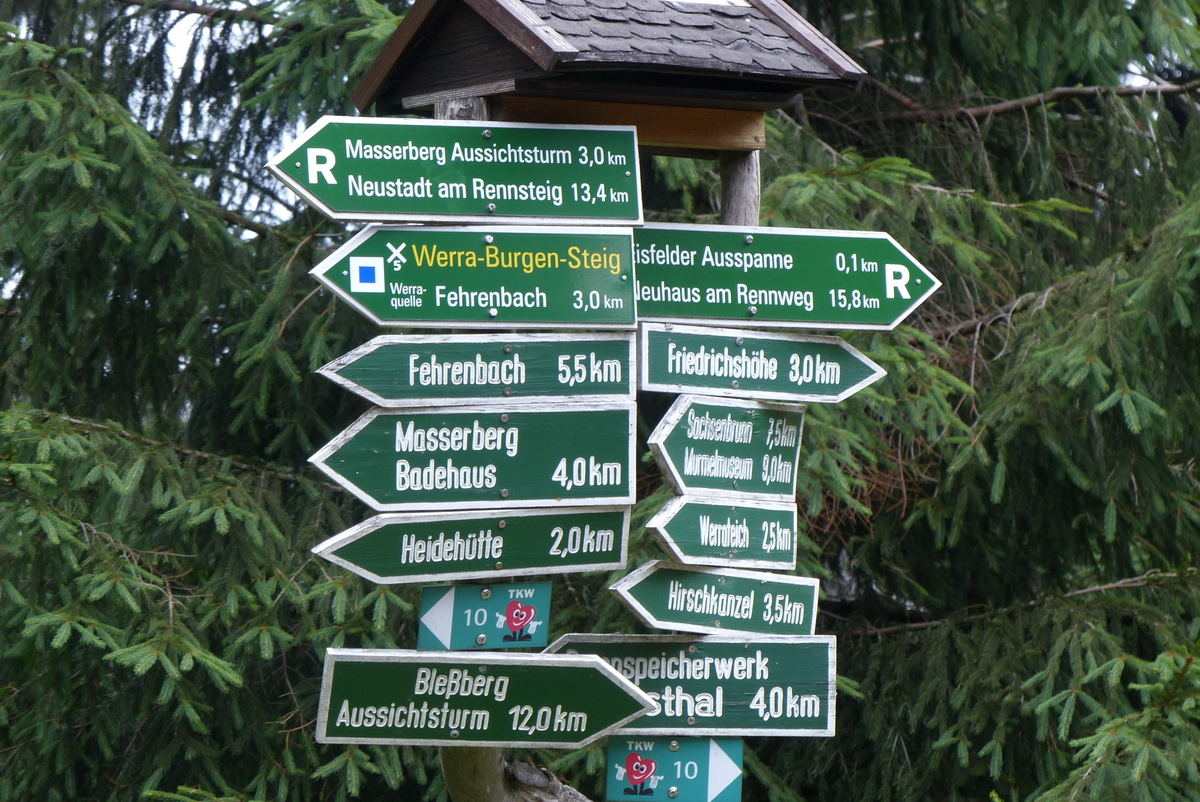 R
Masserberg Aussichtsturm 3,0 km
Neustadt am Rennsteig 13,4 km
X5 Werra-Burgen-Steig
Werra-
quelle
Fehrenbach 3,0 km
isfelder Ausspanne 0,1 km
Neuhaus am Rennweg 15,8 km
R
Fehrenbach 5,5 km
Friedrichshöhe 3,0 km
Masserberg
Badehaus 4,0 km
Sachsenbrunn 7,5 km
Murmelmuseum 9,0 km
Heidehütte 2,0 km
Werrateich 2,5 km
Hirschkanzel 3,5 km
10 TKW
Bleßberg
Aussichtsturm 12,0 km
speicherwerk
sthal 4,0 km
TKW 10